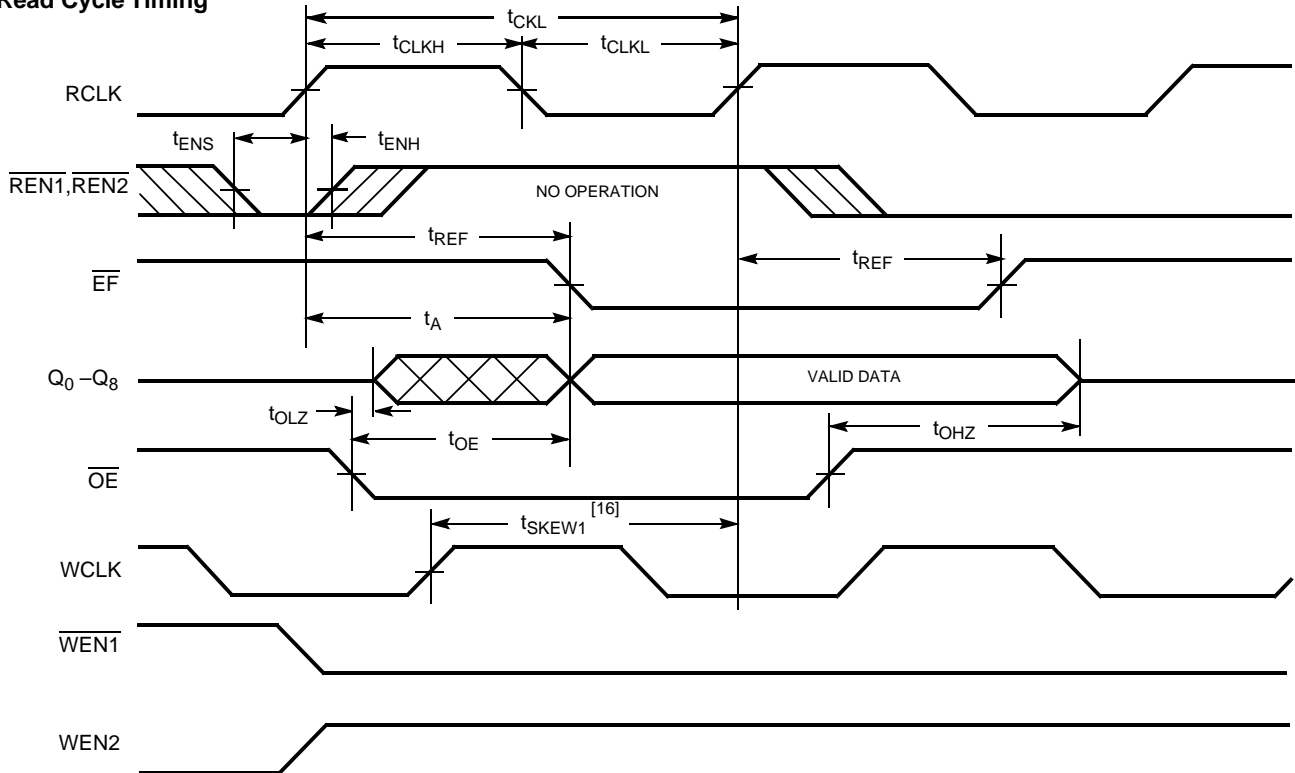 Read Cycle Timing
tCKL
tCLKH
tCLKL
RCLK
tENS
tENH
REN1,REN2
NO OPERATION
tREF
tREF
EF
tA
Q0 –Q8
VALID DATA
tOLZ
tOE
tOHZ
OE
tSKEW1 [16]
WCLK
WEN1
WEN2